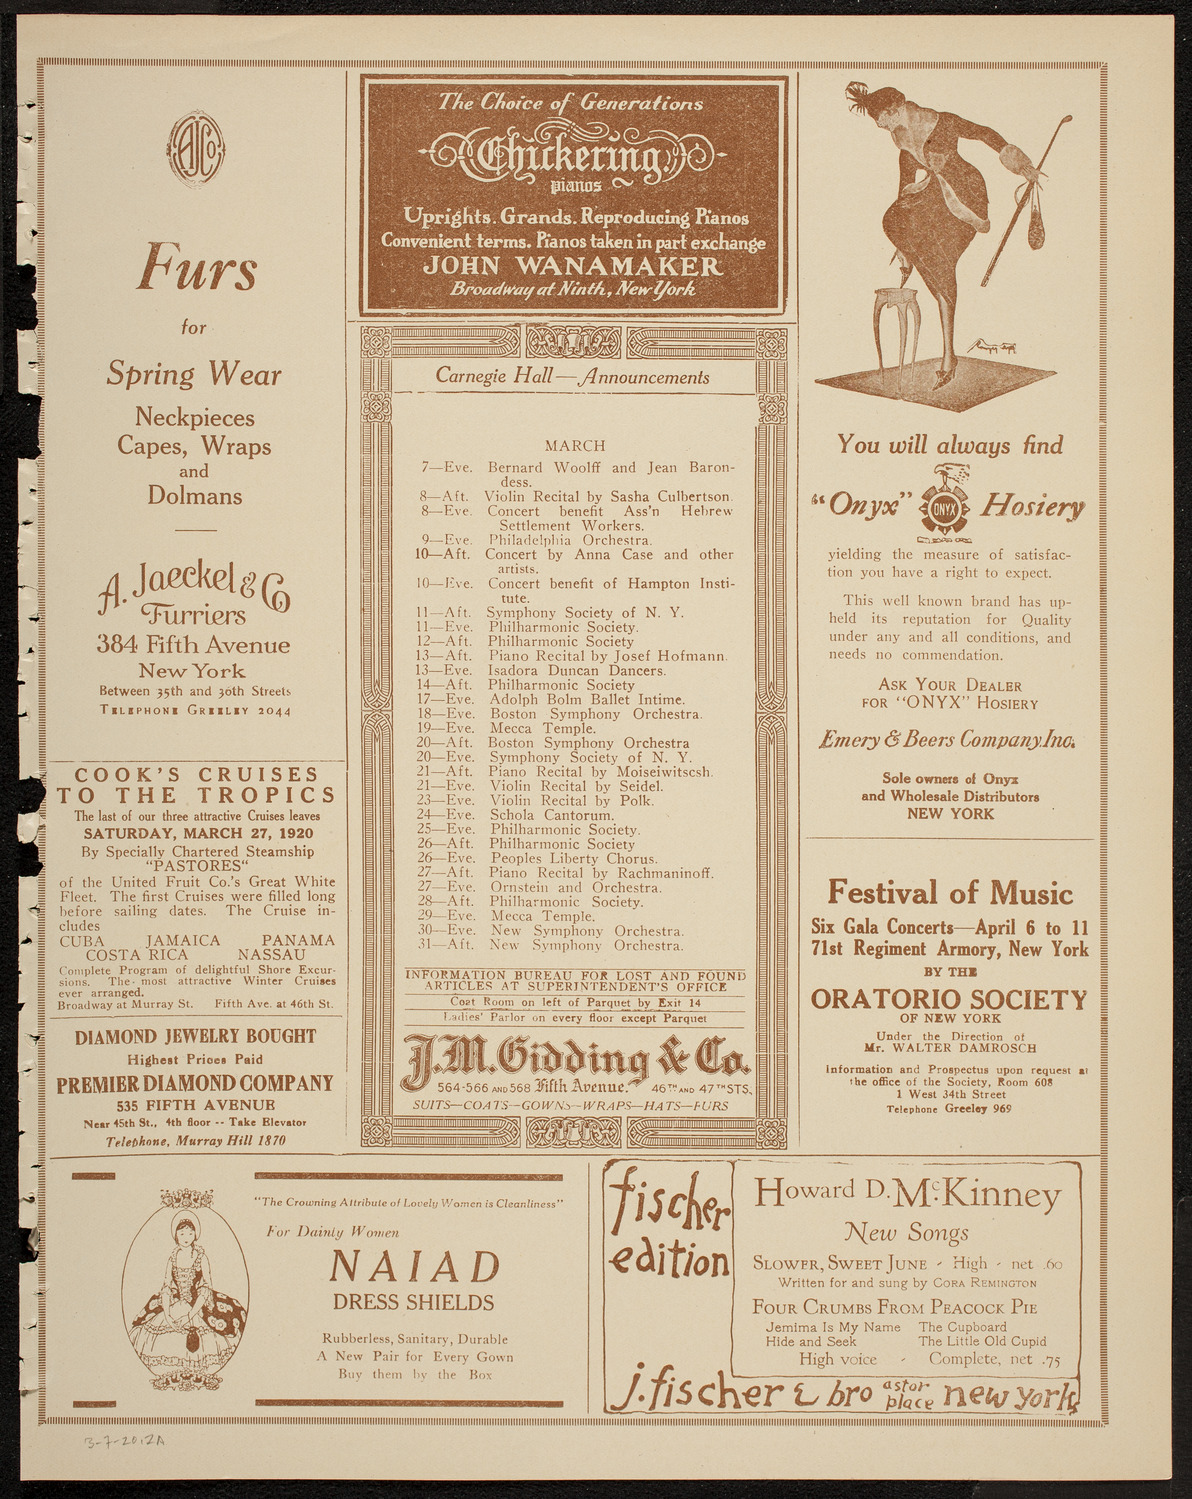 AJCo
Furs
for
Spring Wear
Neckpieces
Capes, Wraps
and
Dolmans
A. Jaeckel & Co
Furriers
384 Fifth Avenue
New York
Between 35th and 36th Streets
TELEPHONE GREELEY 2044
COOK'S CRUISES
TO THE TROPICS
The last of our three attractive Cruises leaves
SATURDAY, MARCH 27, 1920
By Specially Chartered Steamship
"PASTORES"
of the United Fruit Co.'s Great White
Fleet. The first Cruises were filled long
before sailing dates. The Cruise in-
cludes
CUBA JAMAICA PANAMA
COSTA RICA NASSAU
Complete Program of delightful Shore Excur-
sions. The most attractive Winter Cruises
ever arranged.
Broadway at Murray St. Fifth Ave. at 46th St.
DIAMOND JEWELRY BOUGHT
Highest Prices Paid
PREMIER DIAMOND COMPANY
535 FIFTH AVENUE
Near 45th St., 4th floor -- Take Elevator
Telephone, Murray Hill 1870
The Choice of Generations
Chickering
pianos
Uprights. Grands. Reproducing Pianos
Convenient terms. Pianos taken in part exchange
JOHN WANAMAKER
Broadway at Ninth, New York
Carnegie Hall—Announcements
MARCH
7—Eve. Bernard Woolff and Jean Baron-
dess.
8—Aft. Violin Recital by Sasha Culbertson.
8—Eve. Concert benefit Ass'n Hebrew
Settlement Workers.
9—Eve. Philadelphia Orchestra.
10—Aft. Concert by Anna Case and other
artists.
10—Eve. Concert benefit of Hampton Insti-
tute.
11—Aft. Symphony Society of N. Y.
11—Eve. Philharmonic Society.
12—Aft. Philharmonic Society
13—Aft. Piano Recital by Josef Hofmann.
13—Eve. Isadora Duncan Dancers.
14—Aft. Philharmonic Society
17—Eve. Adolph Bolm Ballet Intime.
18—Eve. Boston Symphony Orchestra.
19—Eve. Mecca Temple.
20—Aft. Boston Symphony Orchestra
20—Eve. Symphony Society of N. Y.
21—Aft. Piano Recital by Moiseiwitscsh.
21—Eve. Violin Recital by Seidel.
23—Eve. Violin Recital by Polk.
24—Eve. Schola Cantorum.
25—Eve. Philharmonic Society.
26—Aft. Philharmonic Society
26—Eve. Peoples Liberty Chorus.
27—Aft. Piano Recital by Rachmaninoff.
27—Eve. Ornstein and Orchestra.
28—Aft. Philharmonic Society.
29—Eve. Mecca Temple.
30—Eve. New Symphony Orchestra.
31—Aft. New Symphony Orchestra.
INFORMATION BUREAU FOR LOST AND FOUND
ARTICLES AT SUPERINTENDENT'S OFFICE
Coat Room on left of Parquet by Exit 14
Ladies' Parlor on every floor except Parquet
J.M. Gidding & Co.
564-566 AND 568 Fifth Avenue. 46TH AND 47TH STS.
SUITS—COATS—GOWNS—WRAPS—HATS—FURS
You will always find
"Onyx" ONYX Hosiery
yielding the measure of satisfac-
tion you have a right to expect.
This well known brand has up-
held its reputation for Quality
under any and all conditions, and
needs no commendation.
ASK YOUR DEALER
FOR "ONYX" HOSIERY
Emery & Beers Company, Inc.
Sole owners of Onyx
and Wholesale Distributors
NEW YORK
Festival of Music
Six Gala Concerts—April 6 to 11
71st Regiment Armory, New York
BY THE
ORATORIO SOCIETY
OF NEW YORK
Under the Direction of
Mr. WALTER DAMROSCH
Information and Prospectus upon request at
the office of the Society, Room 608
1 West 34th Street
Telephone Greeley 969
"The Crowning Attribute of Lovely Women is Cleanliness"
For Dainty Women
NAIAD
DRESS SHIELDS
Rubberless, Sanitary, Durable
A New Pair for Every Gown
Buy them by the Box
fischer
edition
Howard D. McKinney
New Songs
SLOWER, SWEET JUNE - High - net .60
Written for and sung by CORA REMINGTON
FOUR CRUMBS FROM PEACOCK PIE
Jemima Is My Name The Cupboard
Hide and Seek The Little Old Cupid
High voice - Complete, net .75
j. fischer & bro astor place new york
3-7-20.2A